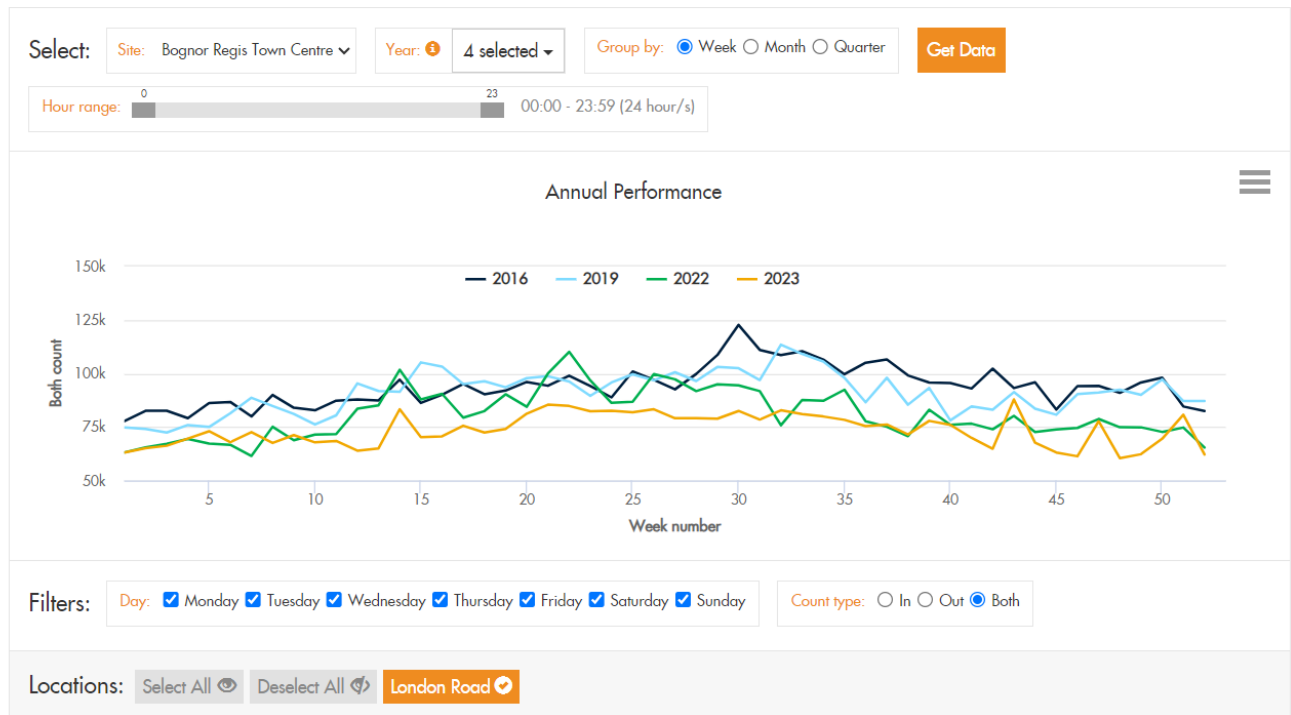 Select: Site: Bognor Regis Town Centre Year: 4 selected Group by: Week Month Quarter Get Data
Hour range: 0 23 00:00 - 23:59 (24 hour/s)
Annual Performance
150k
2016 2019 2022 2023
125k
100k
75k
50k
Both count
5 10 15 20 25 30 35 40 45 50
Week number
Filters: Day: Monday Tuesday Wednesday Thursday Friday Saturday Sunday Count type: In Out Both
Locations: Select All Deselect All London Road